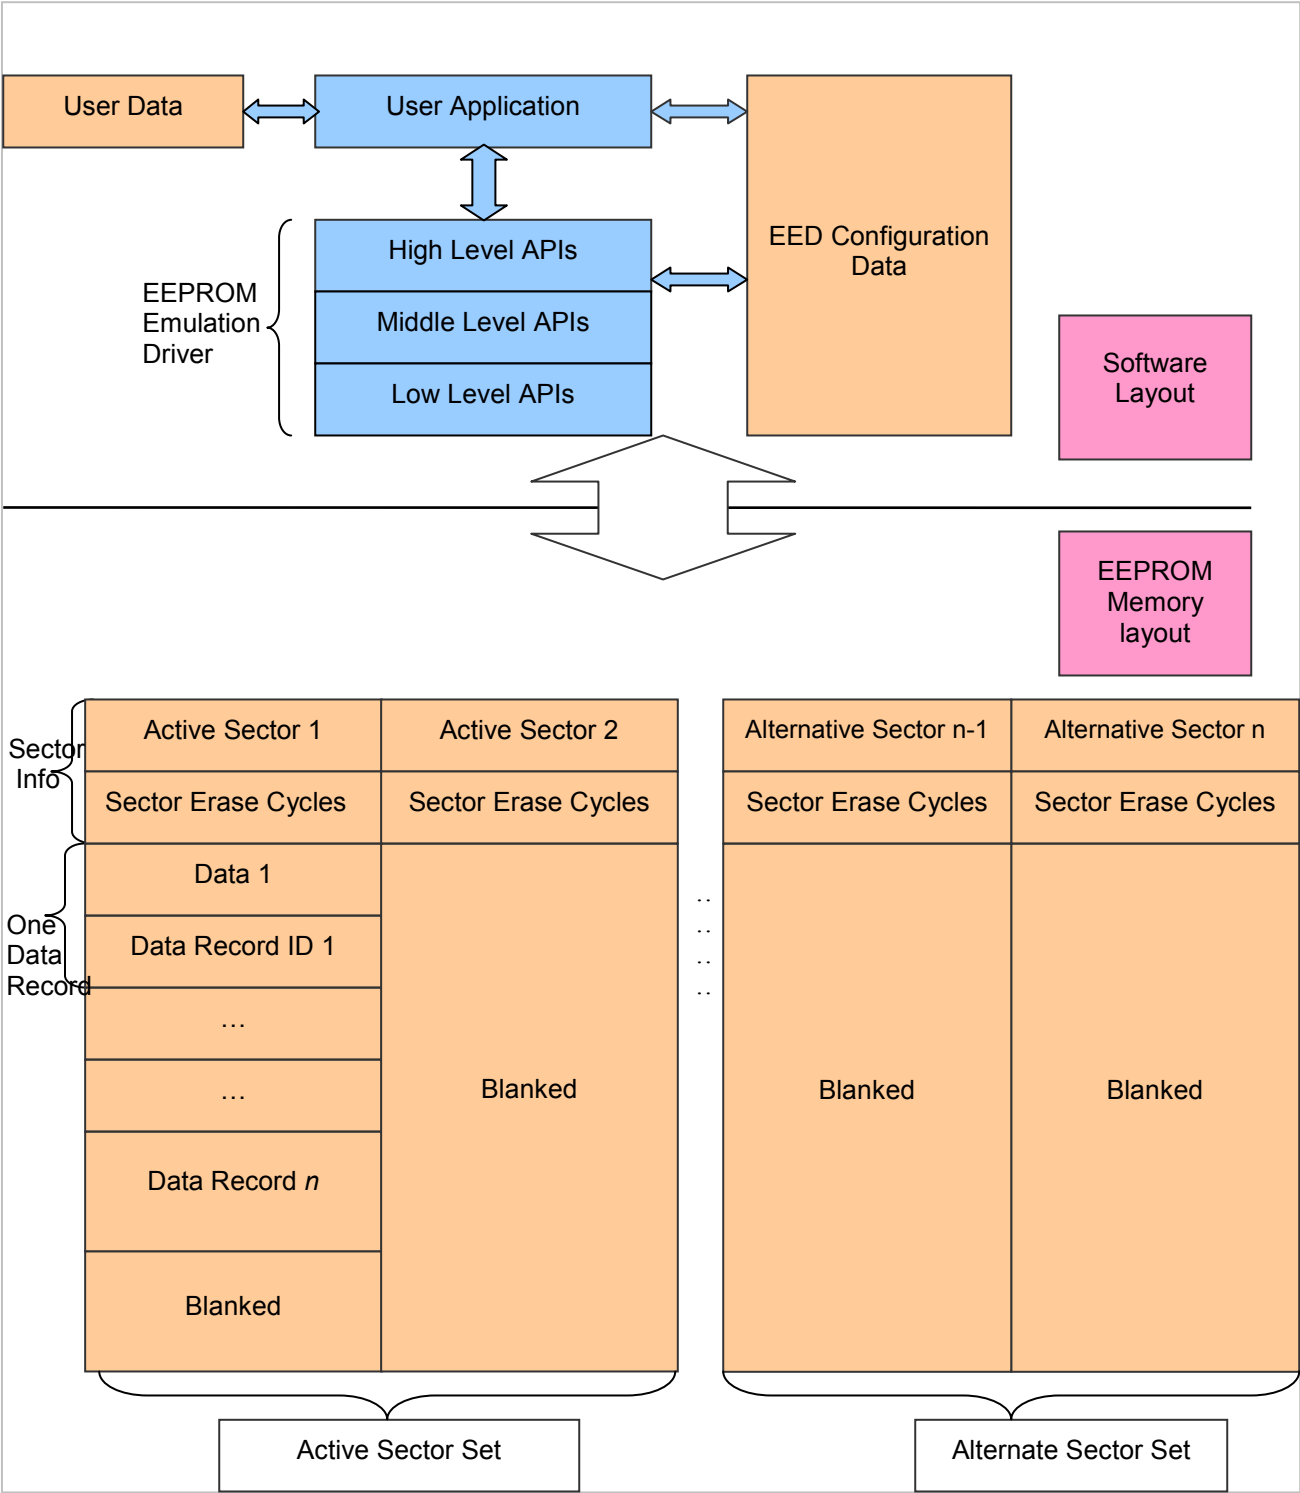 User Data
User Application
EED Configuration
Data
High Level APIs
EEPROM
Emulation
Driver
Middle Level APIs
Low Level APIs
Software
Layout
EEPROM
Memory
layout
Sector
Info
Active Sector 1
Active Sector 2
Alternative Sector n-1
Alternative Sector n
Sector Erase Cycles
Sector Erase Cycles
Sector Erase Cycles
Sector Erase Cycles
One
Data
Record
Data 1
Data Record ID 1
…
…
Data Record n
Blanked
Blanked
. .
. .
. .
. .
Blanked
Blanked
Active Sector Set
Alternate Sector Set